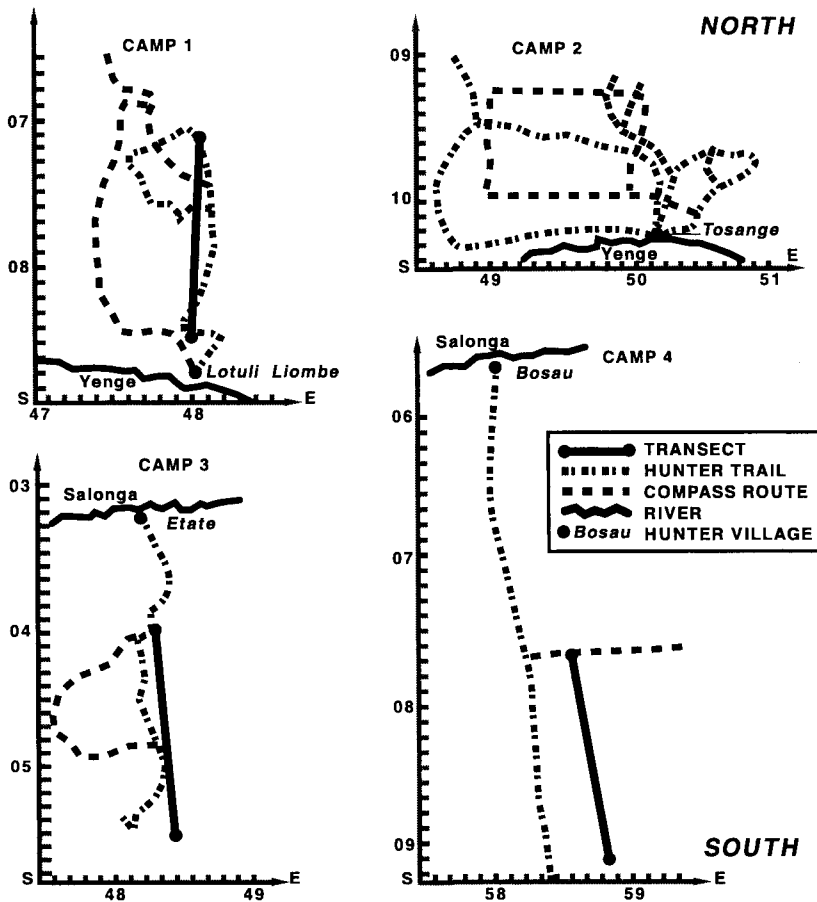 NORTH
CAMP 1
07
08
Yenge
Lotuli Liombe
S
E
47
48
CAMP 2
09
10
Tosange
Yenge
S
E
49
50
51
CAMP 3
03
Salonga
Etate
04
05
S
E
48
49
Salonga
CAMP 4
Bosau
06
07
08
09
S
E
58
59
TRANSECT
HUNTER TRAIL
COMPASS ROUTE
RIVER
Bosau HUNTER VILLAGE
SOUTH